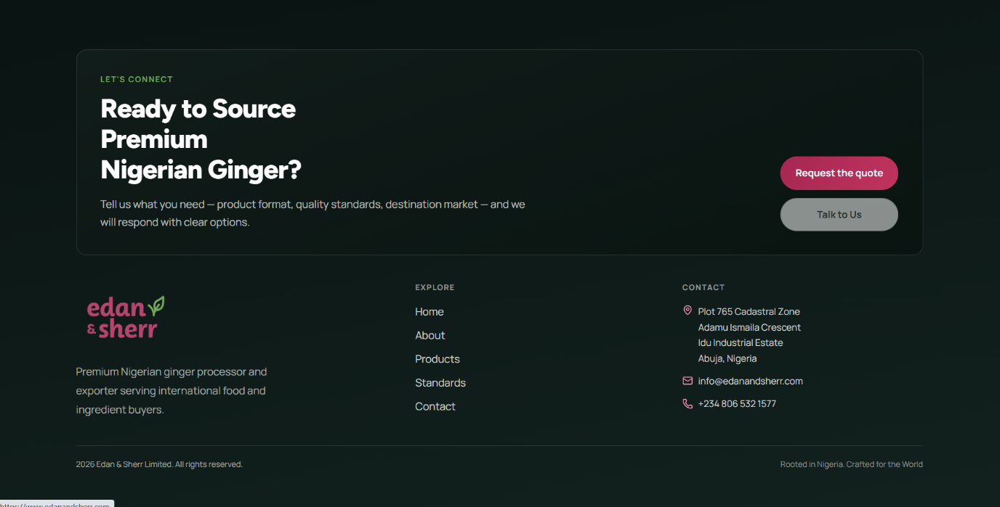 LET'S CONNECT
Ready to Source
Premium
Nigerian Ginger?
Tell us what you need — product format, quality standards, destination market — and we
will respond with clear options.
Request the quote
Talk to Us
edan
& sherr
Premium Nigerian ginger processor and
exporter serving international food and
ingredient buyers.
EXPLORE
Home
About
Products
Standards
Contact
CONTACT
Plot 765 Cadastral Zone
Adamu Ismaila Crescent
Idu Industrial Estate
Abuja, Nigeria
info@edanandsherr.com
+234 806 532 1577
2026 Edan & Sherr Limited. All rights reserved.
Rooted in Nigeria. Crafted for the World
https://www.edanandsherr.com